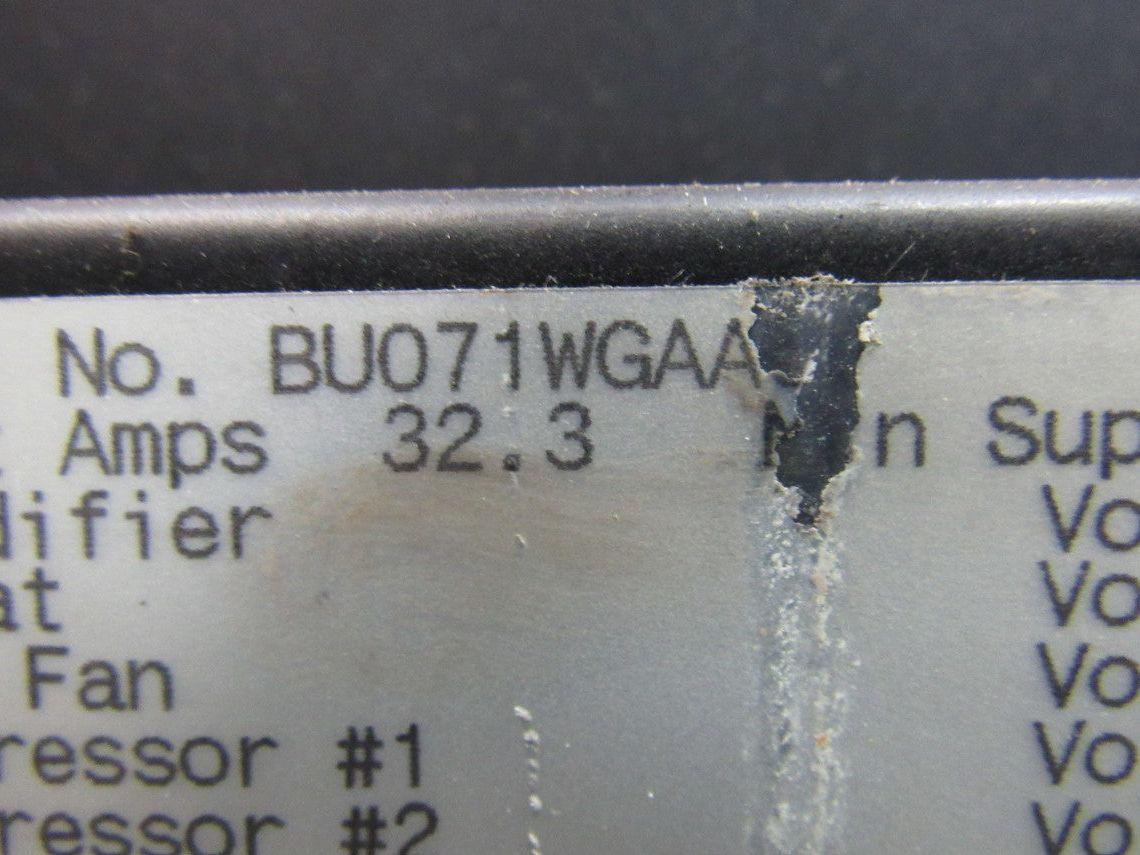 No. BU071WGAA
Amps 32.3 M n Sup
difier Vo
at Vo
Fan Vo
ressor #1 Vo
ressor #2 Vo